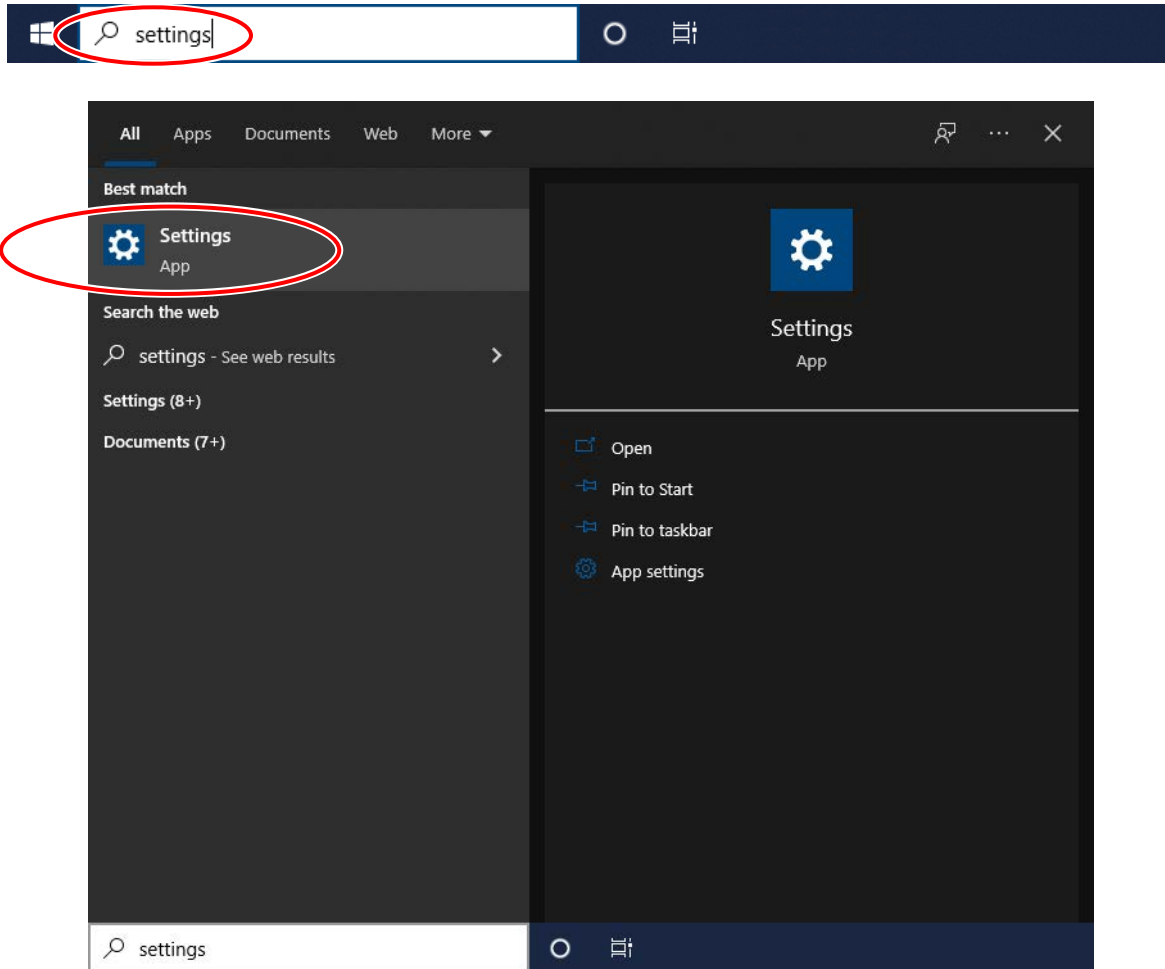 settings
All Apps Documents Web More
Best match
Settings
App
Search the web
settings - See web results
Settings (8+)
Documents (7+)
Settings
App
Open
Pin to Start
Pin to taskbar
App settings
settings